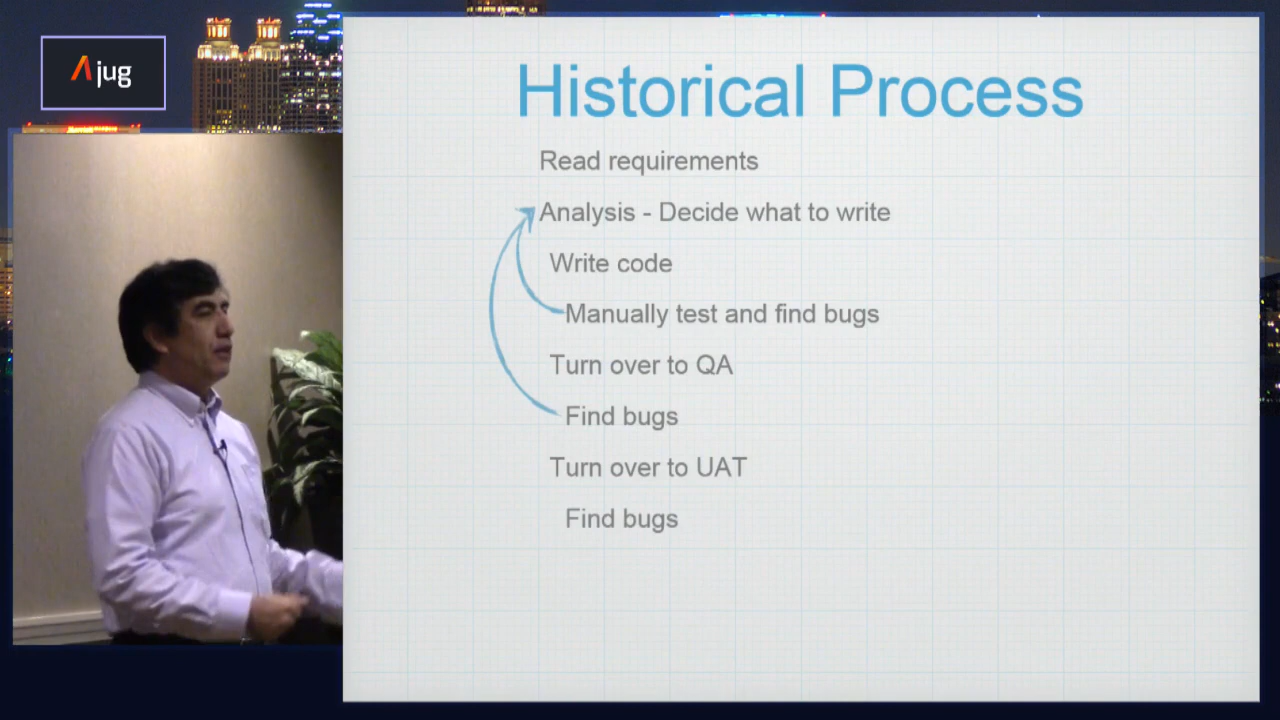 jug
Historical Process
Read requirements
Analysis - Decide what to write
Write code
Manually test and find bugs
Turn over to QA
Find bugs
Turn over to UAT
Find bugs